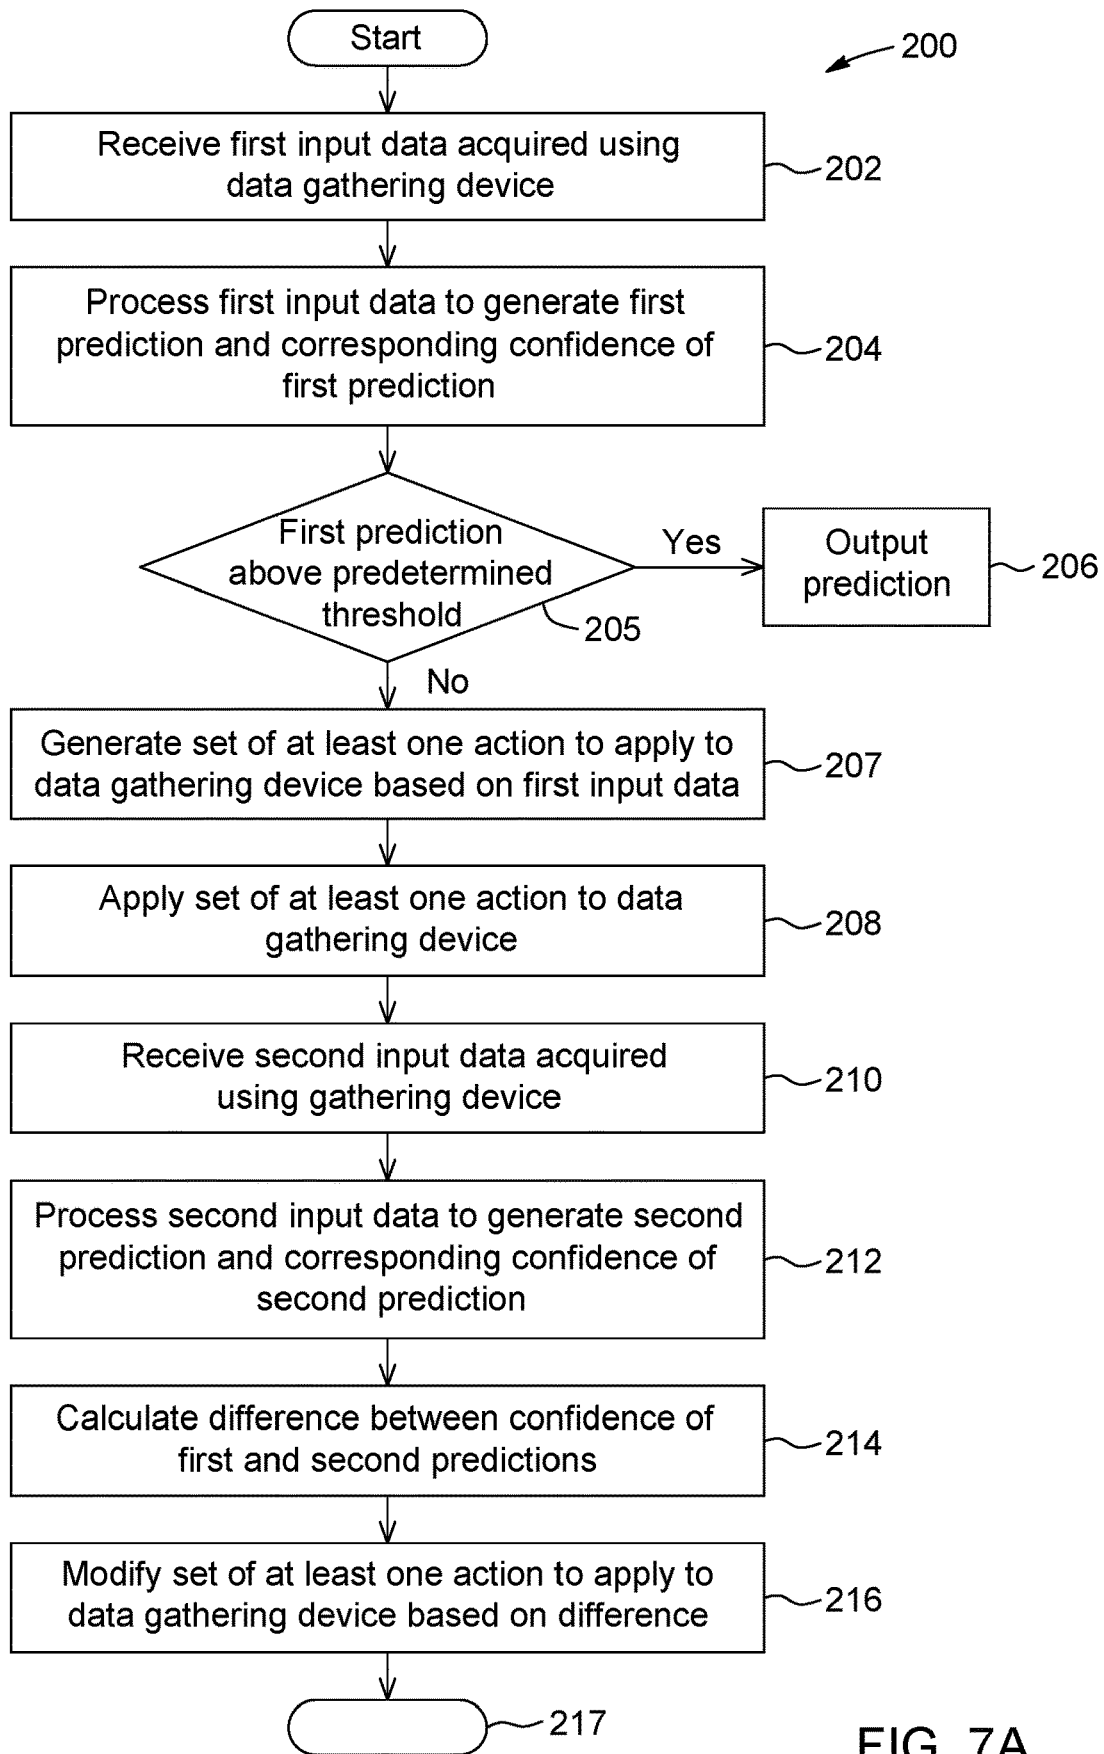 Start
200
Receive first input data acquired using
data gathering device
202
Process first input data to generate first
prediction and corresponding confidence of
first prediction
204
First prediction
above predetermined
threshold
205
Yes
Output
prediction
206
No
Generate set of at least one action to apply to
data gathering device based on first input data
207
Apply set of at least one action to data
gathering device
208
Receive second input data acquired
using gathering device
210
Process second input data to generate second
prediction and corresponding confidence of
second prediction
212
Calculate difference between confidence of
first and second predictions
214
Modify set of at least one action to apply to
data gathering device based on difference
216
217
FIG. 7A